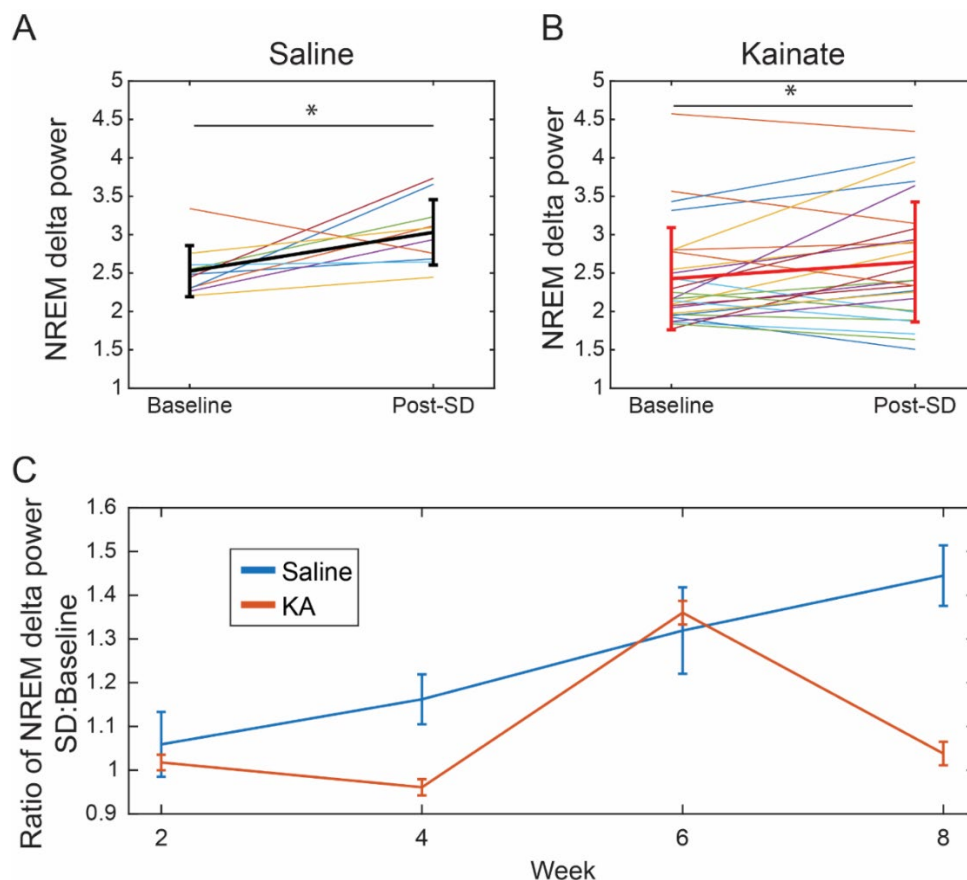 A
Saline
NREM delta power
5
4.5
4
3.5
3
2.5
2
1.5
1
*
Baseline
Post-SD
B
Kainate
NREM delta power
5
4.5
4
3.5
3
2.5
2
1.5
1
*
Baseline
Post-SD
C
Ratio of NREM delta power
SD:Baseline
1.6
1.5
1.4
1.3
1.2
1.1
1
0.9
Saline
KA
2
4
6
8
Week